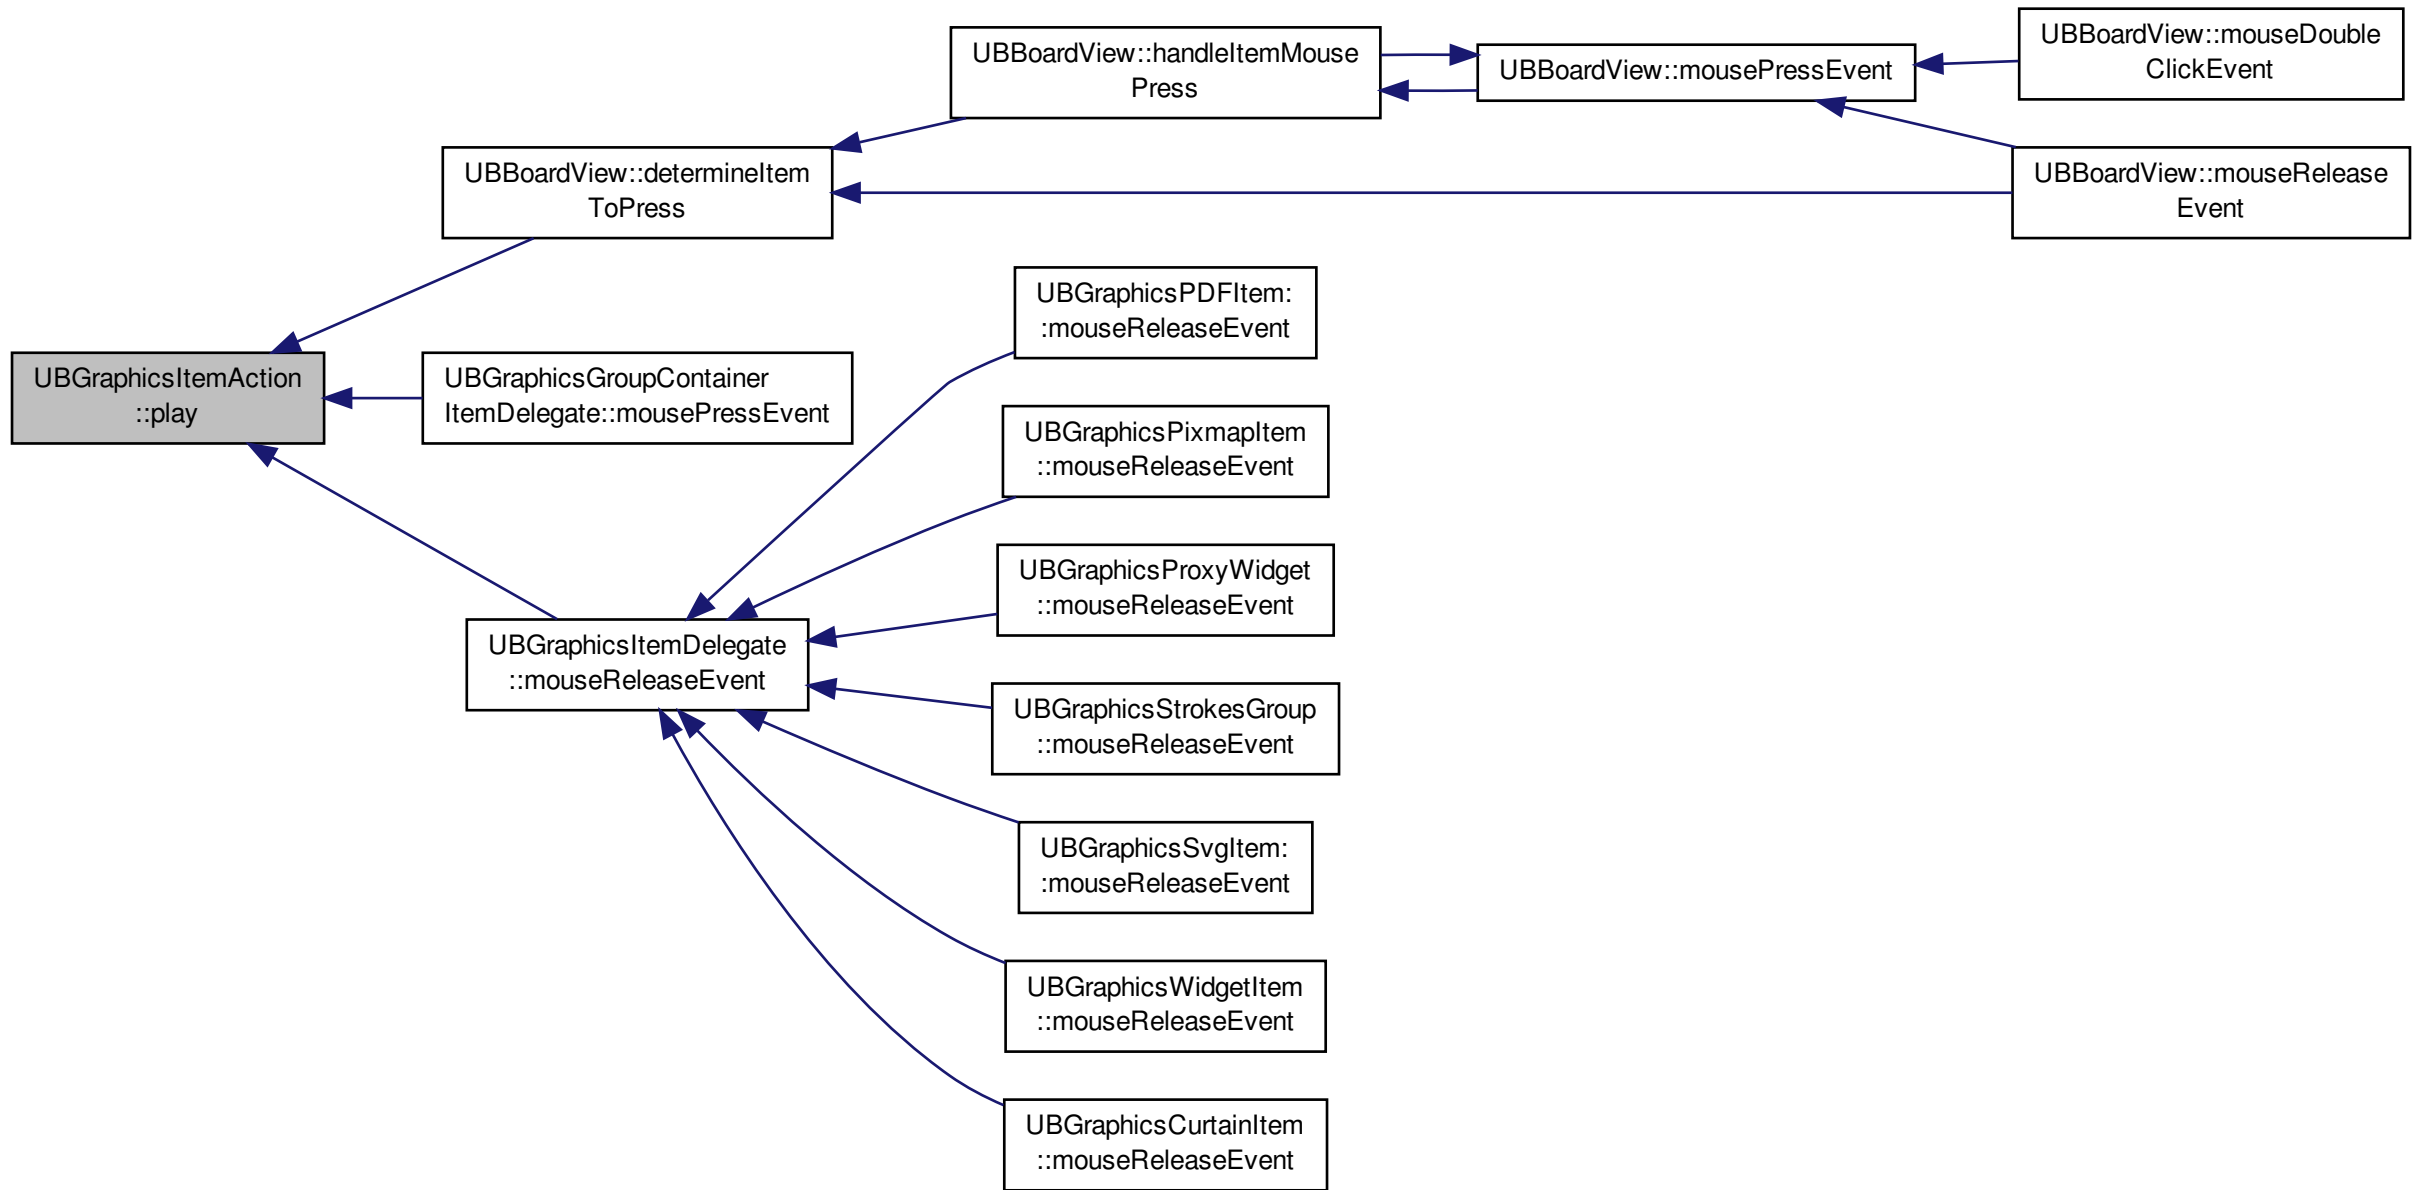 UBBoardView::handleItemMouse
Press
UBBoardView::mousePressEvent
UBBoardView::mouseDouble
ClickEvent
UBBoardView::determineItem
ToPress
UBBoardView::mouseRelease
Event
UBGraphicsItemAction
::play
UBGraphicsGroupContainer
ItemDelegate::mousePressEvent
UBGraphicsPDFItem:
:mouseReleaseEvent
UBGraphicsPixmapItem
::mouseReleaseEvent
UBGraphicsProxyWidget
::mouseReleaseEvent
UBGraphicsItemDelegate
::mouseReleaseEvent
UBGraphicsStrokesGroup
::mouseReleaseEvent
UBGraphicsSvgItem:
:mouseReleaseEvent
UBGraphicsWidgetItem
::mouseReleaseEvent
UBGraphicsCurtainItem
::mouseReleaseEvent